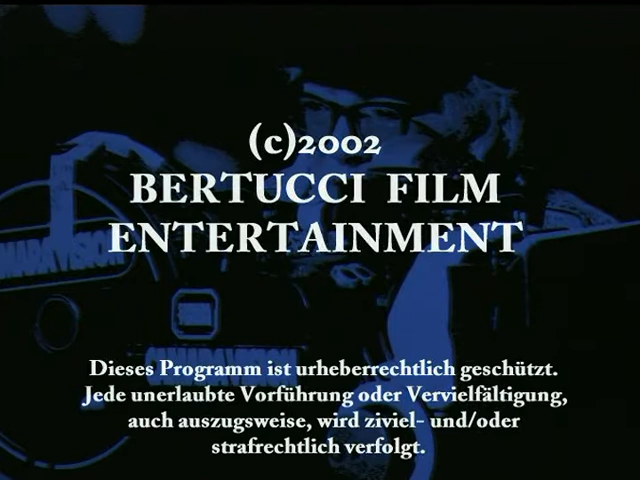 (c)2002
BERTUCCI FILM
ENTERTAINMENT
Dieses Programm ist urheberrechtlich geschützt.
Jede unerlaubte Vorführung oder Vervielfältigung,
auch auszugsweise, wird ziviel- und/oder
strafrechtlich verfolgt.